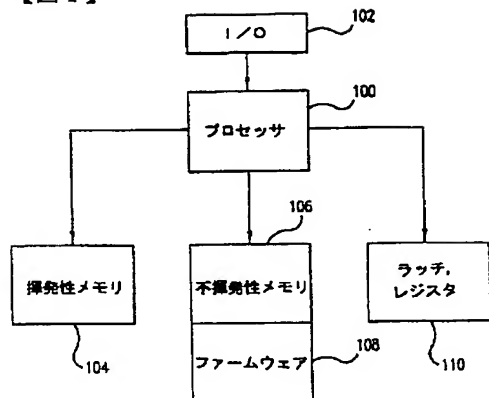 I/O
102
100
プロセッサ
106
揮発性メモリ
不揮発性メモリ
ラッチ,
レジスタ
104
ファームウェア
108
110